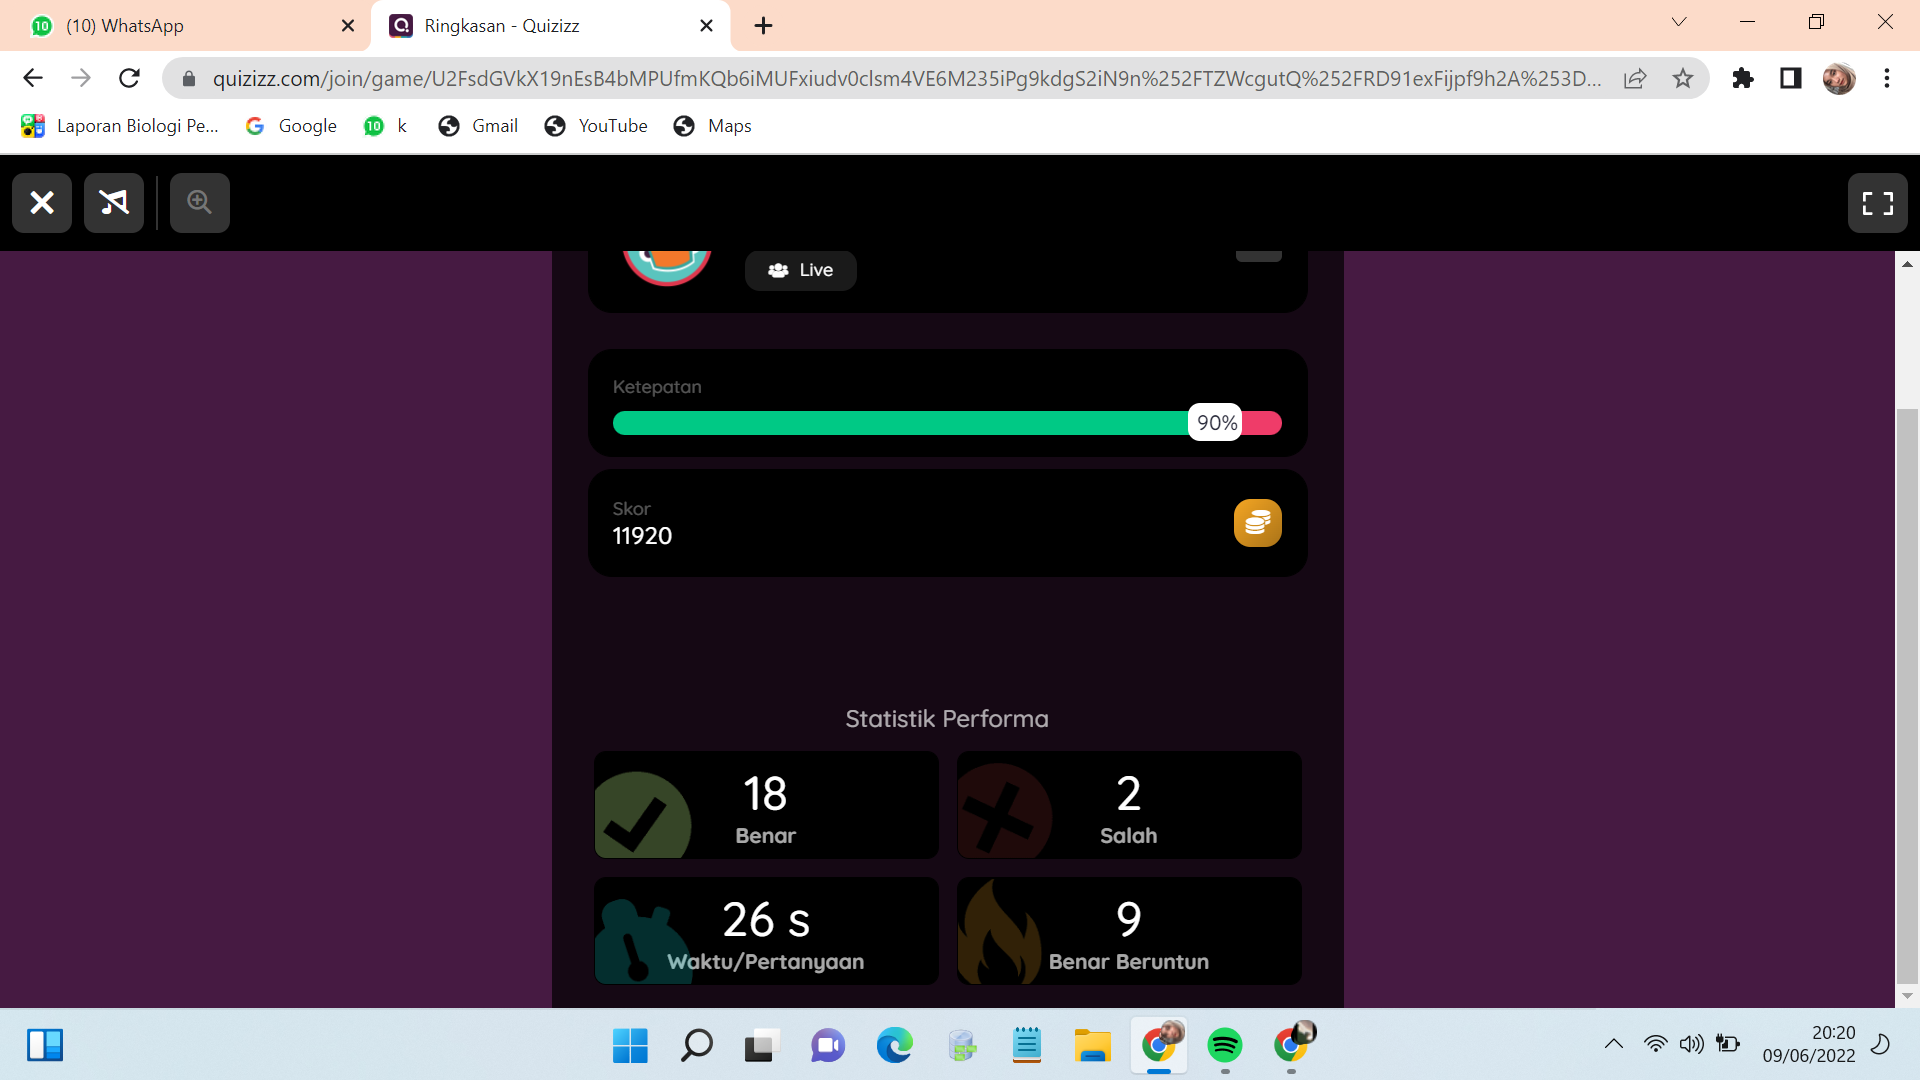 10 (10) WhatsApp
Ringkasan - Quizizz
quizizz.com/join/game/U2FsdGVkX19nEsB4bMPUfmKQb6iMUFxiudv0cIsm4VE6M235iPg9kdgS2iN9n%252FTZWcgutQ%252FRD91exFijpf9h2A%253D...
Laporan Biologi Pe...
Google
10 k
Gmail
YouTube
Maps
Live
Ketepatan
90%
Skor
11920
Statistik Performa
18
Benar
2
Salah
26 s
Waktu/Pertanyaan
9
Benar Beruntun
20:20
09/06/2022